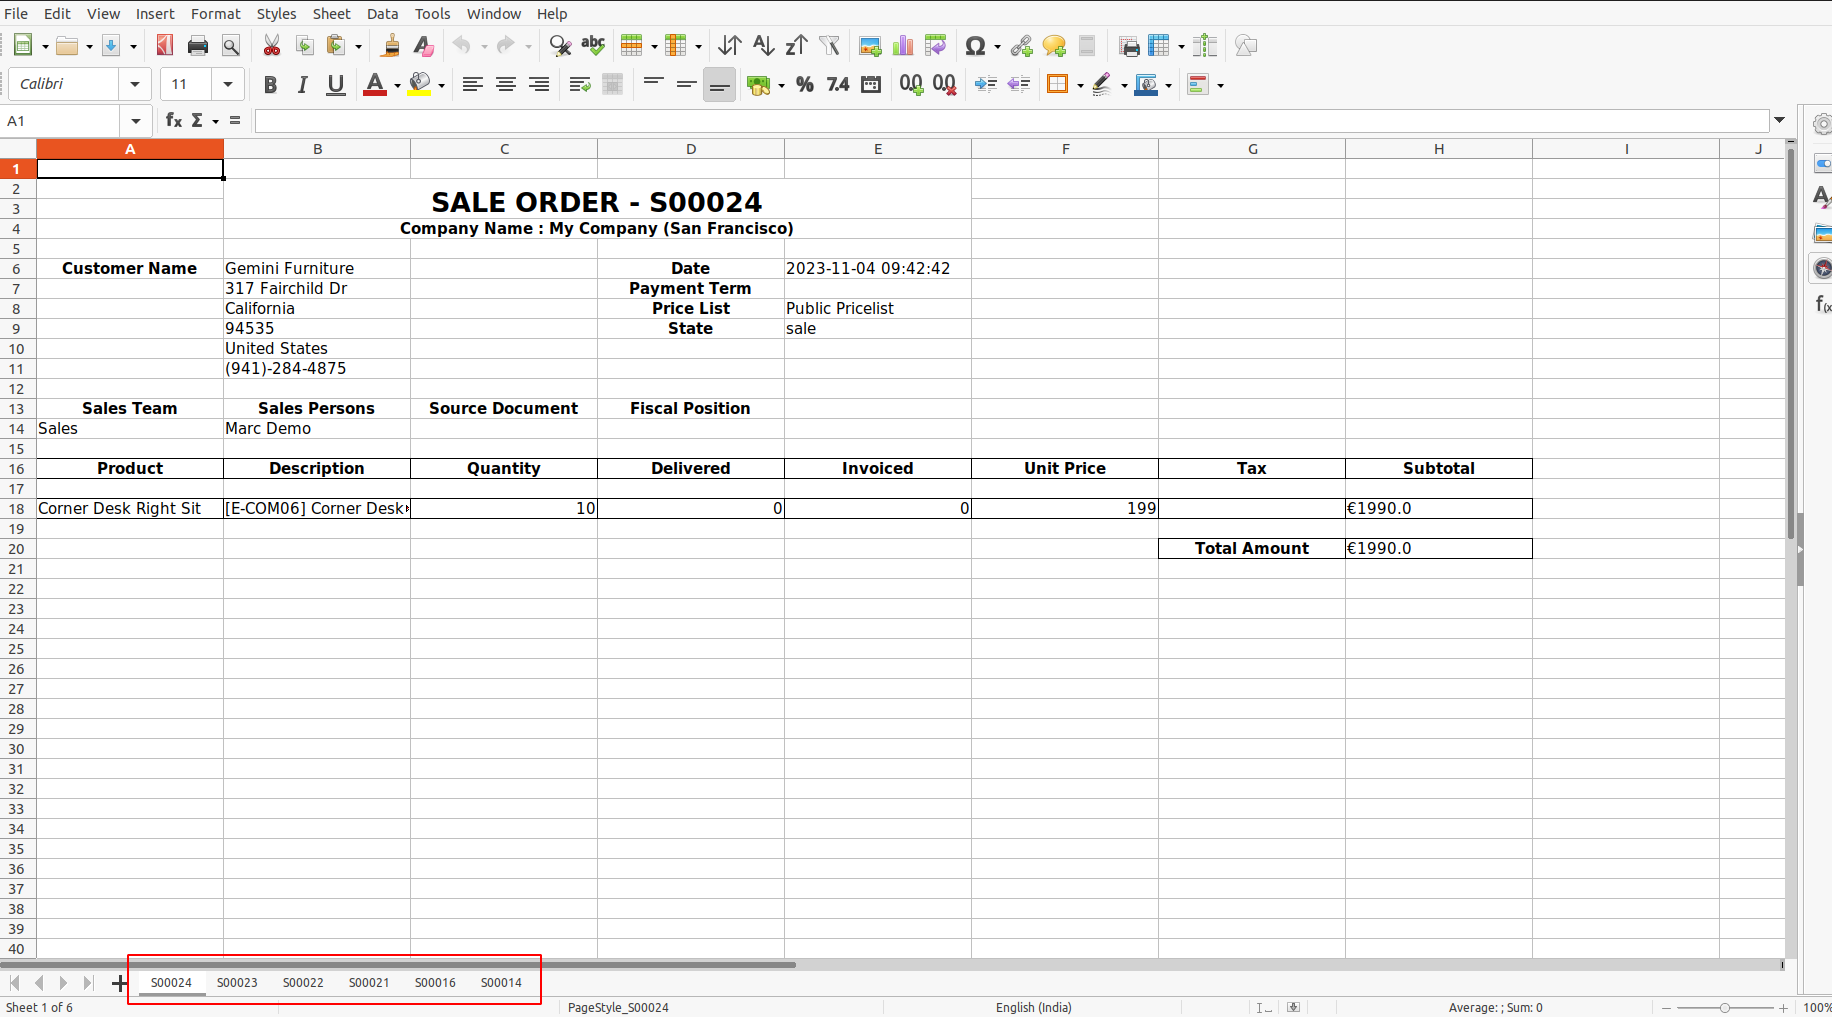 File Edit View Insert Format Styles Sheet Data Tools Window Help
Calibri 11
A1
A B C D E F G H I J
1
2
SALE ORDER - S00024
3
4 Company Name : My Company (San Francisco)
5
6 Customer Name Gemini Furniture Date 2023-11-04 09:42:42
7 317 Fairchild Dr Payment Term
8 California Price List Public Pricelist
9 94535 State sale
10 United States
11 (941)-284-4875
12
13 Sales Team Sales Persons Source Document Fiscal Position
14 Sales Marc Demo
15
16 Product Description Quantity Delivered Invoiced Unit Price Tax Subtotal
17
18 Corner Desk Right Sit [E-COM06] Corner Desk 10 0 0 199 €1990.0
19
20 Total Amount €1990.0
21
22
23
24
25
26
27
28
29
30
31
32
33
34
35
36
37
38
39
40
S00024 S00023 S00022 S00021 S00016 S00014
Sheet 1 of 6 PageStyle_S00024 English (India) Average: ; Sum: 0 100%